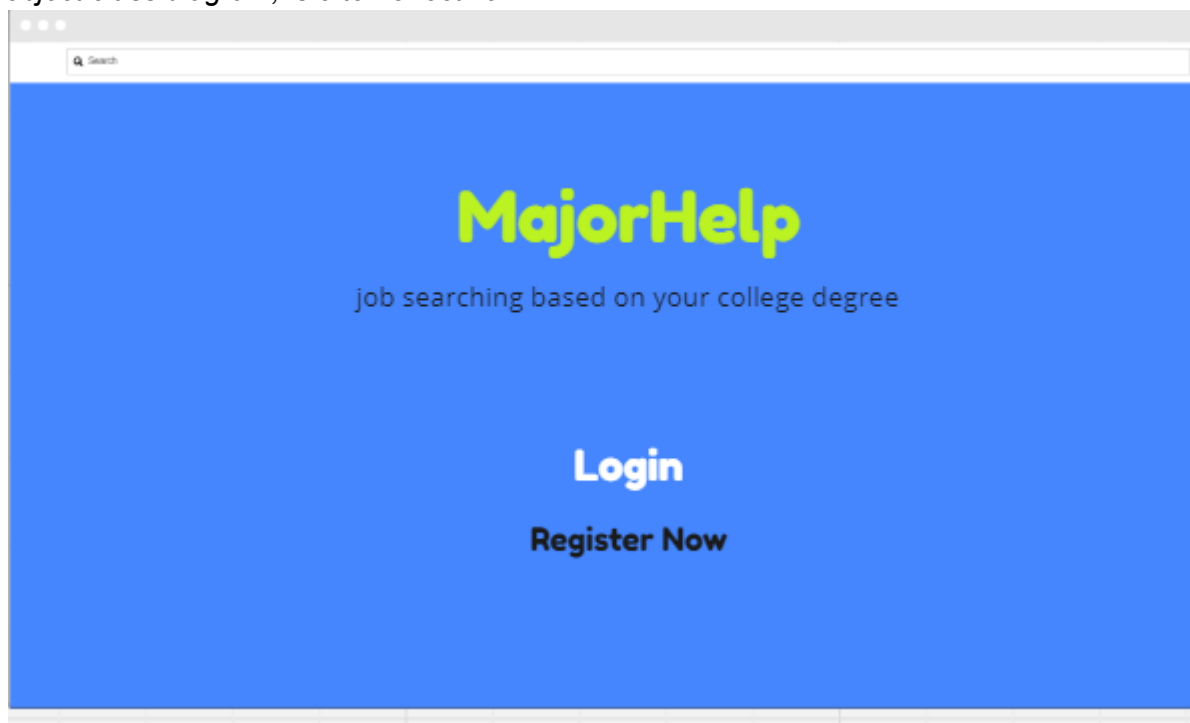 Search
MajorHelp
job searching based on your college degree
Login
Register Now